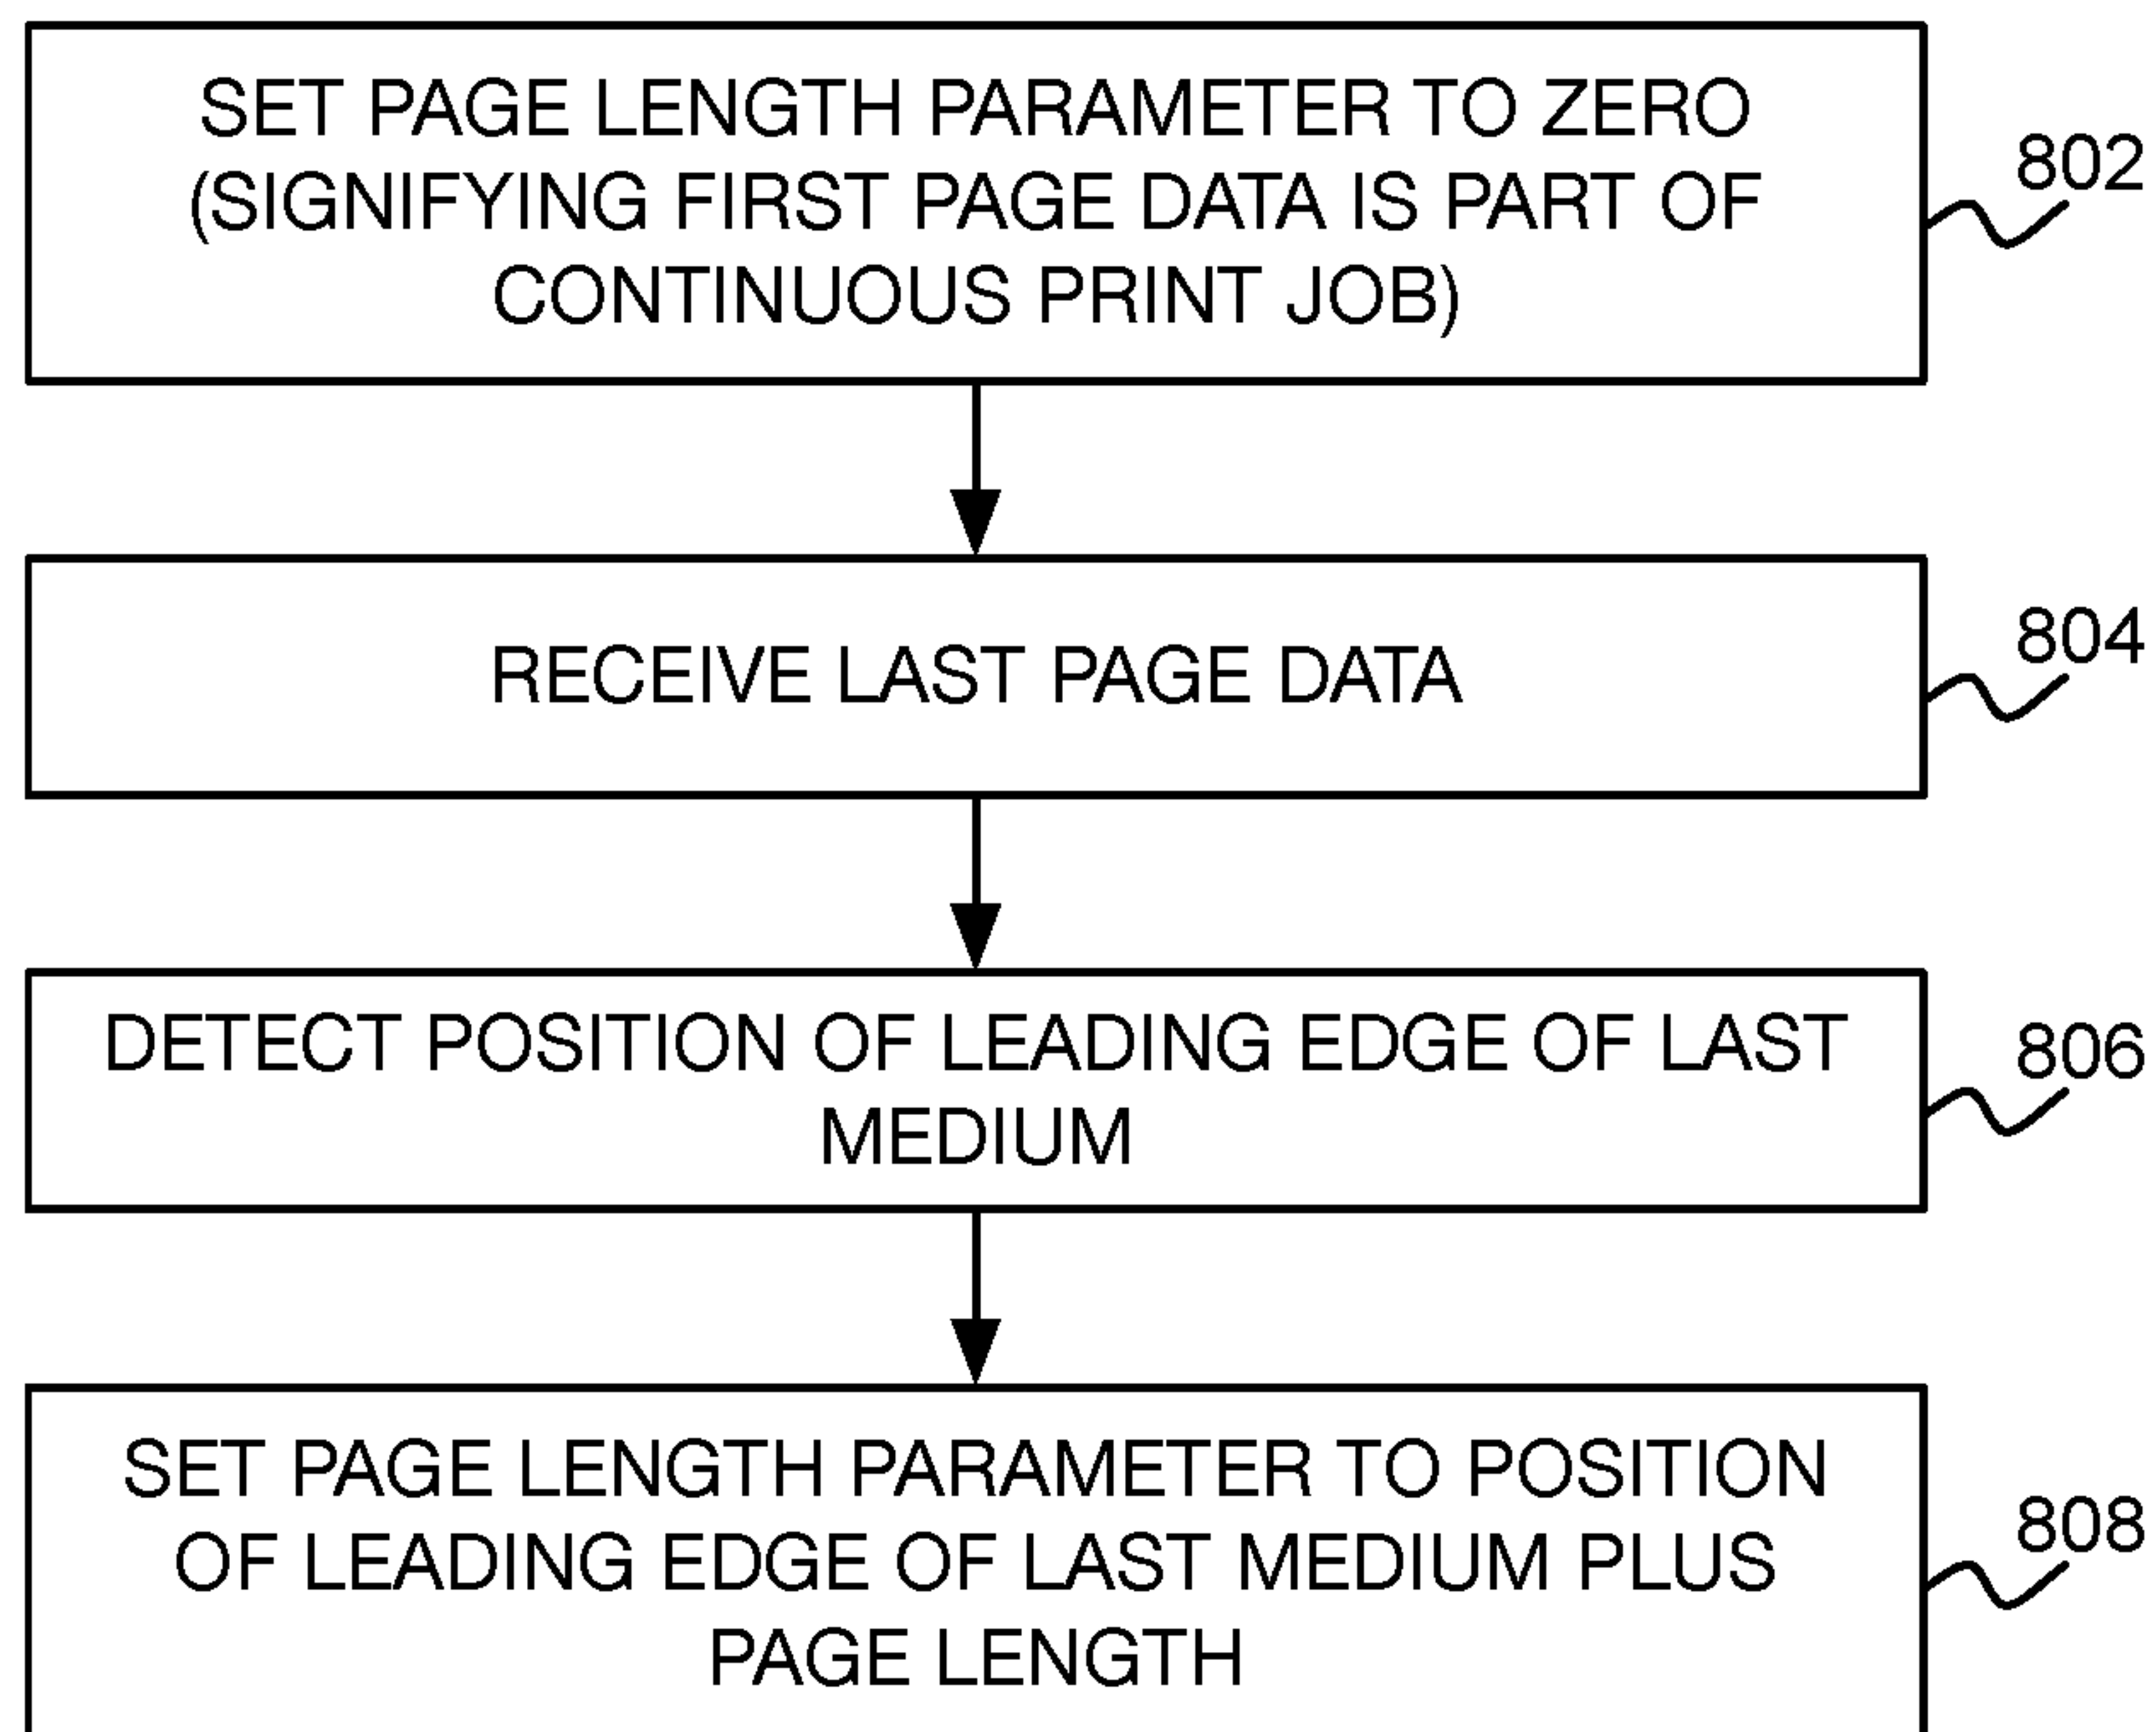 SET PAGE LENGTH PARAMETER TO ZERO
(SIGNIFYING FIRST PAGE DATA IS PART OF
CONTINUOUS PRINT JOB)
802
RECEIVE LAST PAGE DATA
804
DETECT POSITION OF LEADING EDGE OF LAST
MEDIUM
806
SET PAGE LENGTH PARAMETER TO POSITION
OF LEADING EDGE OF LAST MEDIUM PLUS
PAGE LENGTH
808